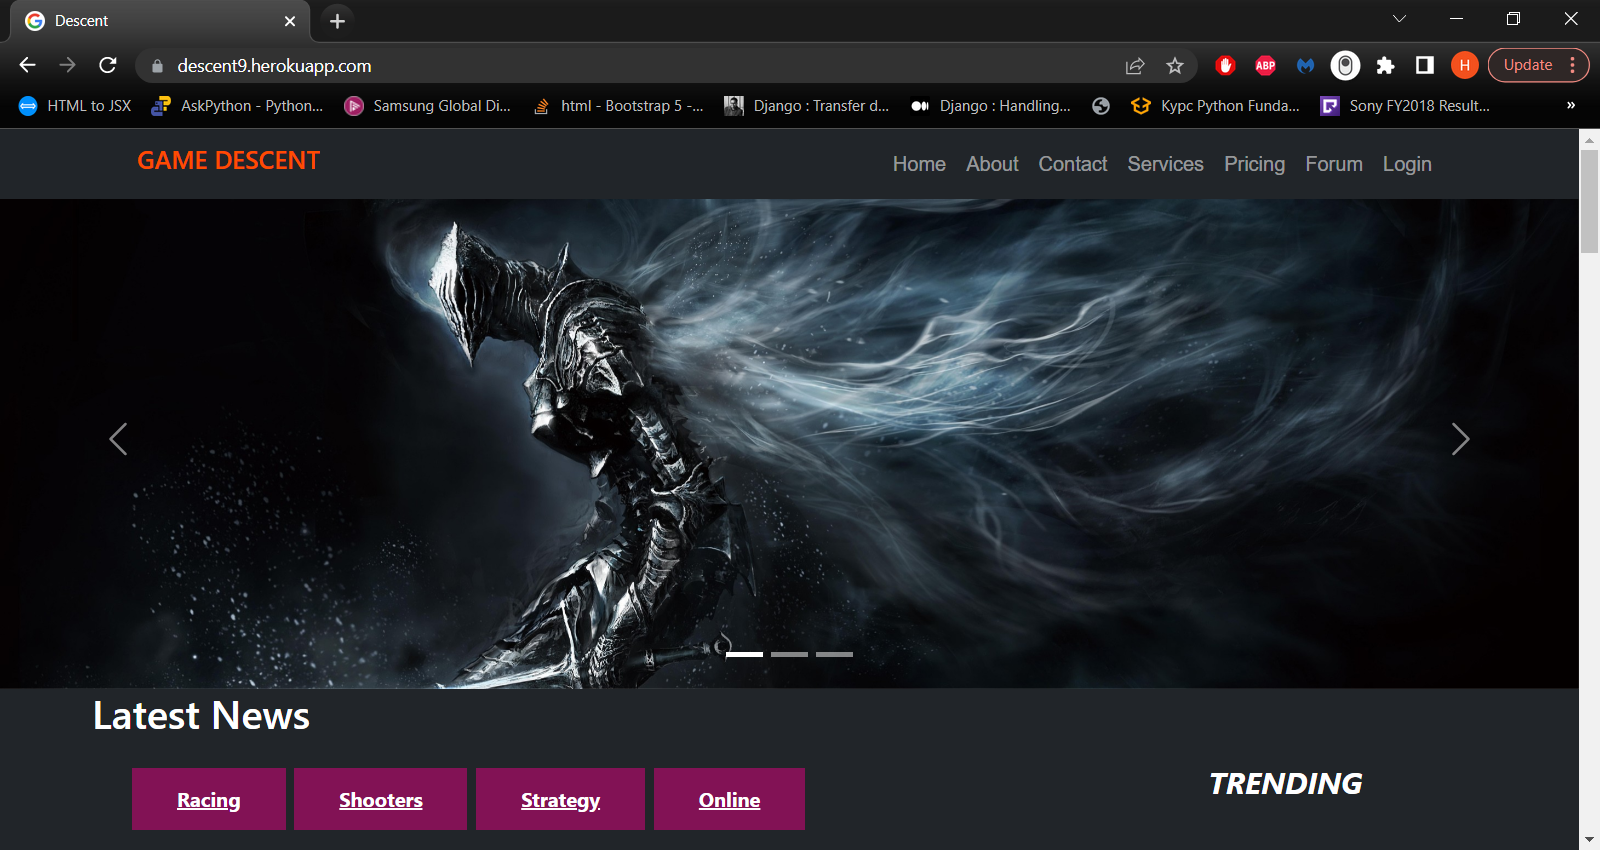 Descent
descent9.herokuapp.com
ABP
H
Update
HTML to JSX
AskPython - Python...
Samsung Global Di...
html - Bootstrap 5 -...
Django : Transfer d...
Django : Handling...
Курс Python Funda...
Sony FY2018 Result...
»
GAME DESCENT
Home About Contact Services Pricing Forum Login
Latest News
Racing Shooters Strategy Online
TRENDING